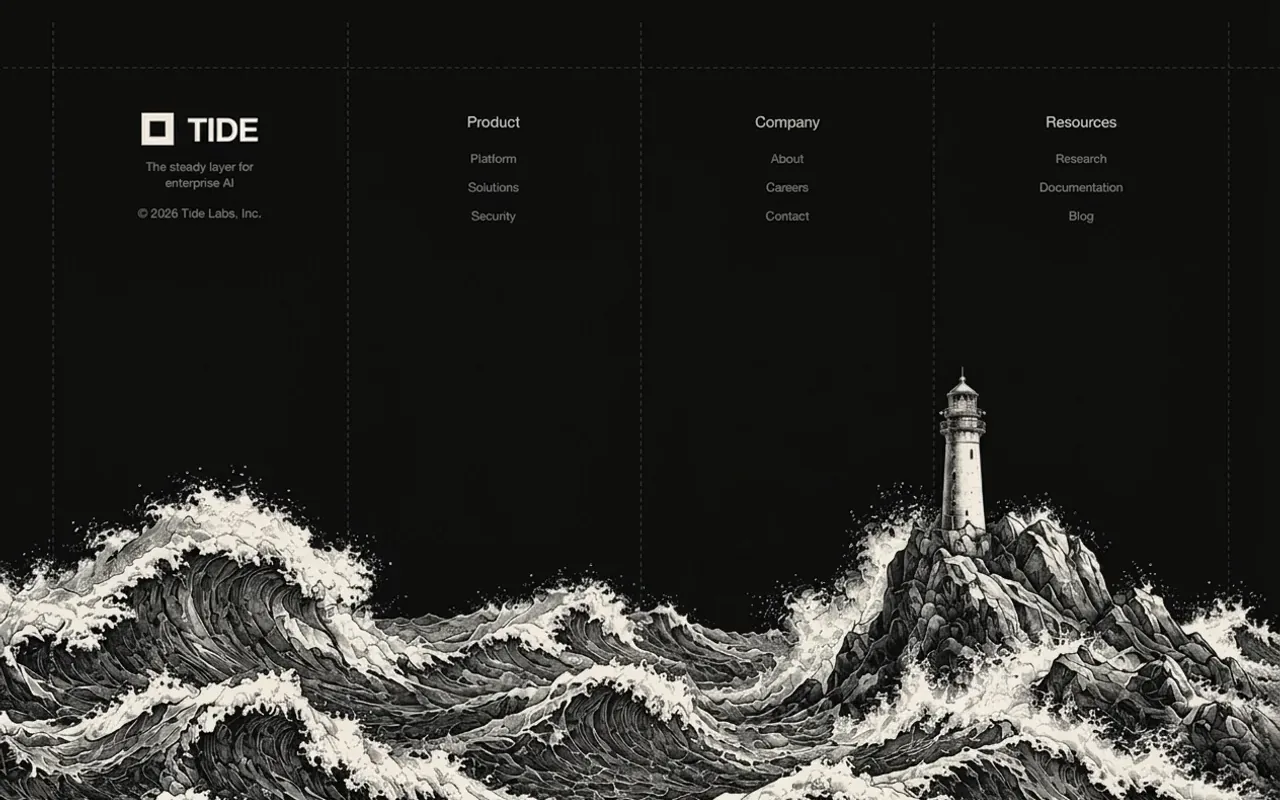 TIDE
The steady layer for
enterprise AI
© 2026 Tide Labs, Inc.
Product
Platform
Solutions
Security
Company
About
Careers
Contact
Resources
Research
Documentation
Blog